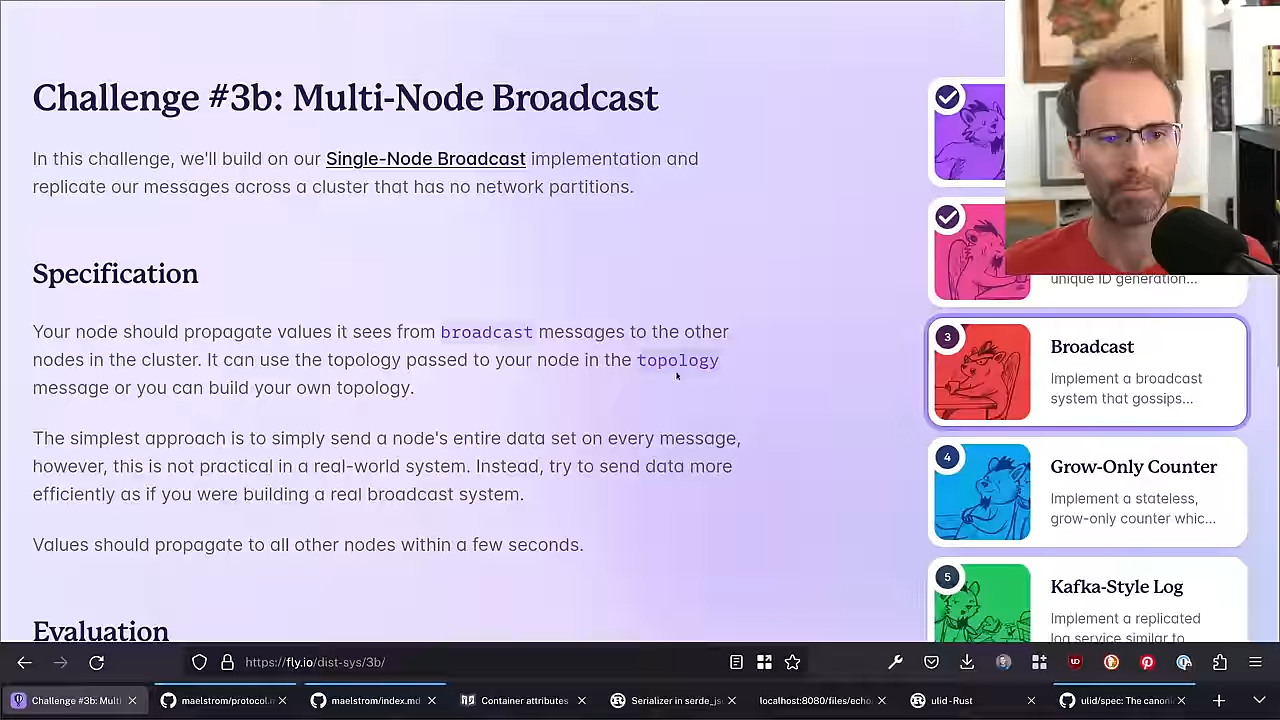 Challenge #3b: Multi-Node Broadcast
In this challenge, we'll build on our Single-Node Broadcast implementation and
replicate our messages across a cluster that has no network partitions.
Specification
Your node should propagate values it sees from broadcast messages to the other
nodes in the cluster. It can use the topology passed to your node in the topology
message or you can build your own topology.
The simplest approach is to simply send a node's entire data set on every message,
however, this is not practical in a real-world system. Instead, try to send data more
efficiently as if you were building a real broadcast system.
Values should propagate to all other nodes within a few seconds.
Evaluation
unique ID generation...
3
Broadcast
Implement a broadcast
system that gossips...
4
Grow-Only Counter
Implement a stateless,
grow-only counter whic...
5
Kafka-Style Log
Implement a replicated
log service similar to
https://fly.io/dist-sys/3b/
Challenge #3b: Multi
maelstrom/protocol.m
maelstrom/index.md
Container attributes
Serializer in serde_js
localhost:8080/files/echo
ulid - Rust
ulid/spec: The canoni